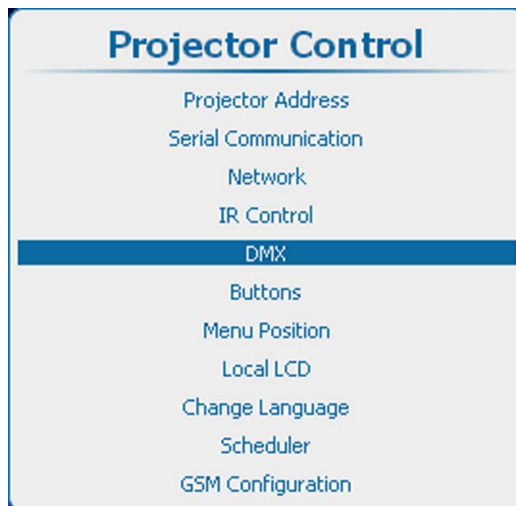 Projector Control
Projector Address
Serial Communication
Network
IR Control
DMX
Buttons
Menu Position
Local LCD
Change Language
Scheduler
GSM Configuration